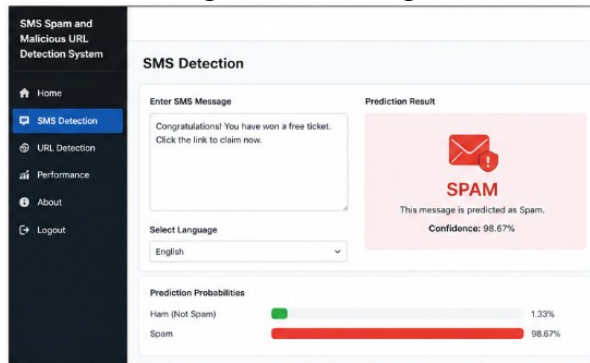 SMS Spam and
Malicious URL
Detection System
Home
SMS Detection
URL Detection
Performance
About
Logout
SMS Detection
Enter SMS Message
Congratulations! You have won a free ticket.
Click the link to claim now.
Select Language
English
Prediction Result
SPAM
This message is predicted as Spam.
Confidence: 98.67%
Prediction Probabilities
Ham (Not Spam) 1.33%
Spam 98.67%